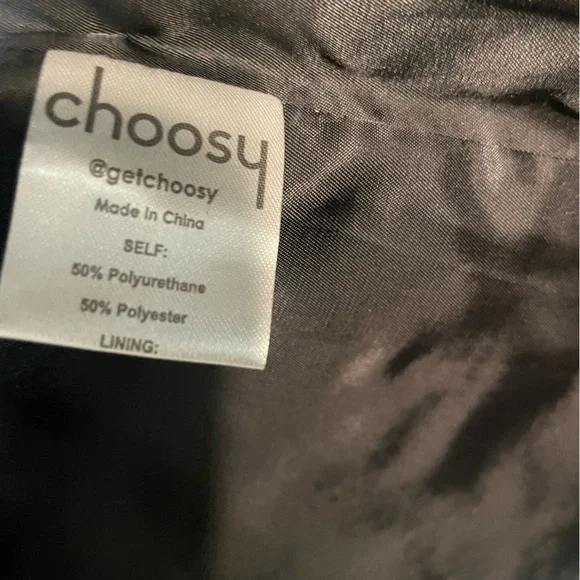 choosy
@getchoosy
Made in China
SELF:
50% Polyurethane
50% Polyester
LINING: